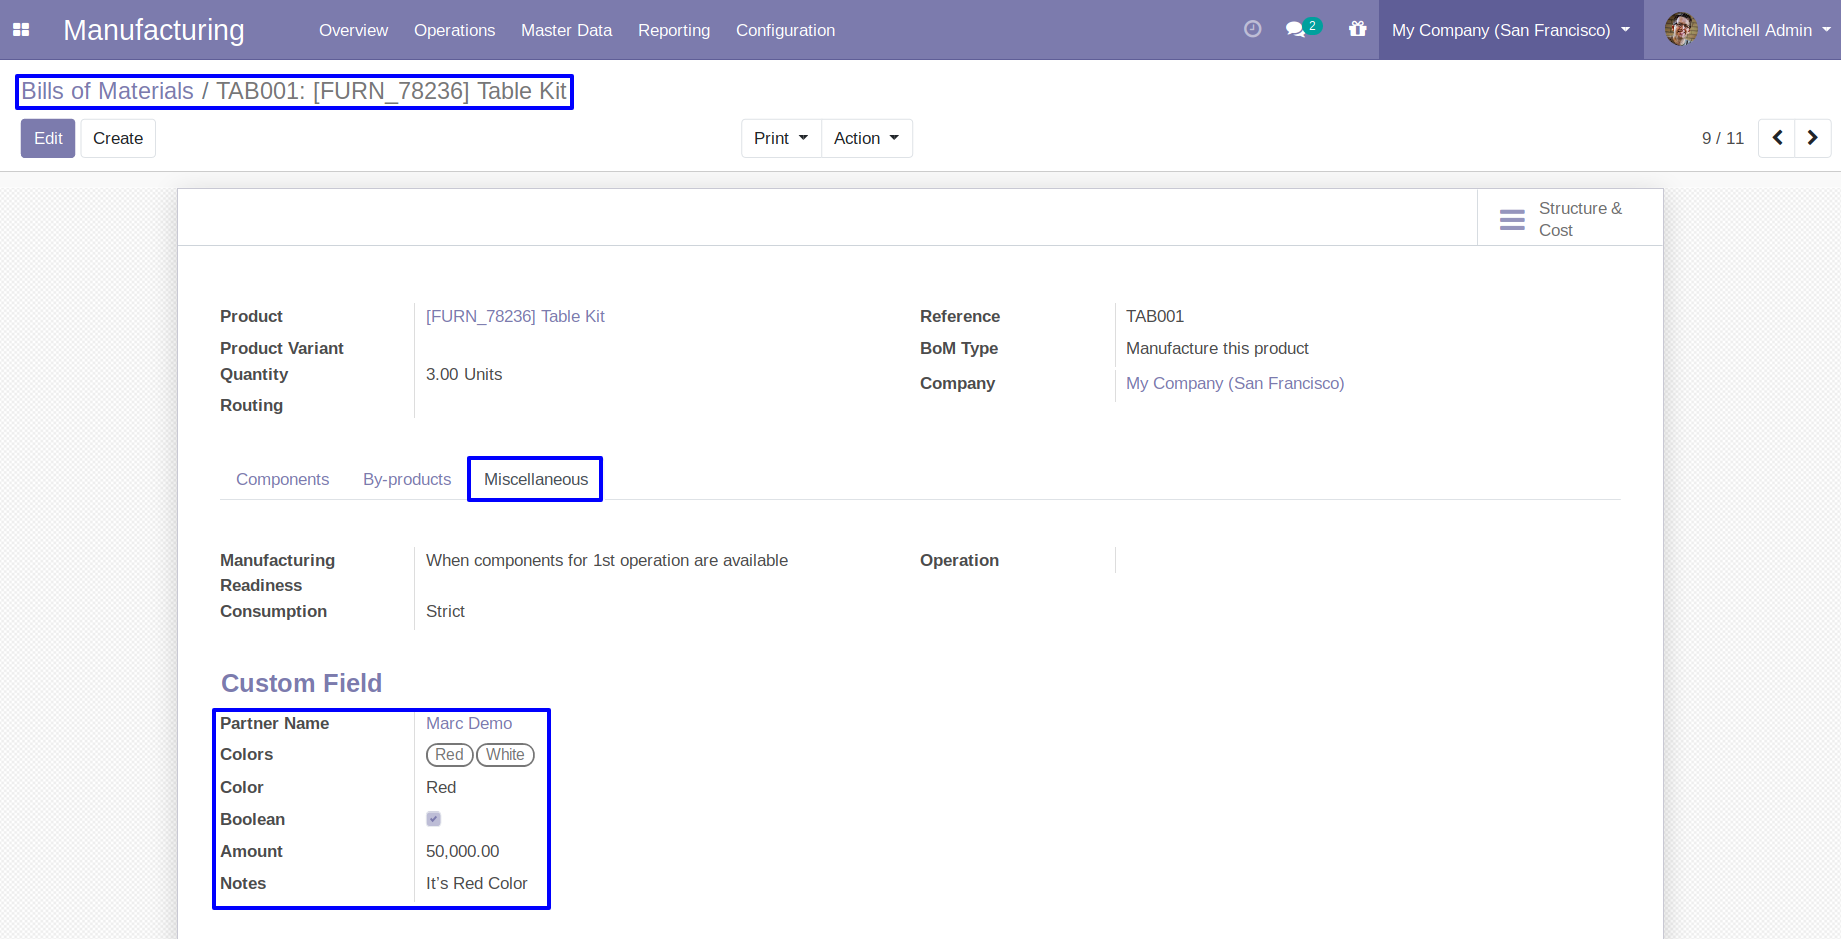 Manufacturing Overview Operations Master Data Reporting Configuration 2 My Company (San Francisco) Mitchell Admin
Bills of Materials / TAB001: [FURN_78236] Table Kit
Edit Create Print Action 9 / 11
Structure &
Cost
Product [FURN_78236] Table Kit Reference TAB001
Product Variant BoM Type Manufacture this product
Quantity 3.00 Units Company My Company (San Francisco)
Routing
Components By-products Miscellaneous
Manufacturing When components for 1st operation are available Operation
Readiness
Consumption Strict
Custom Field
Partner Name Marc Demo
Colors Red White
Color Red
Boolean
Amount 50,000.00
Notes It’s Red Color